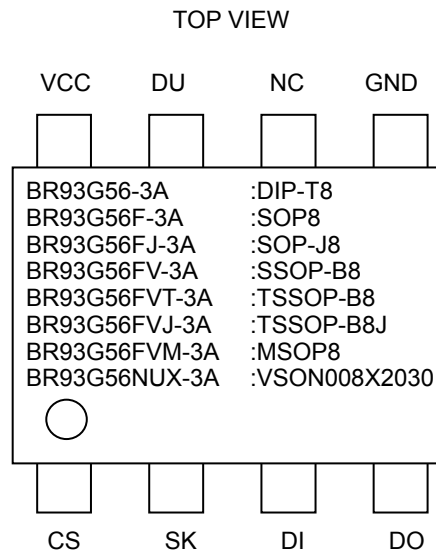 TOP VIEW
VCC DU NC GND
BR93G56-3A :DIP-T8
BR93G56F-3A :SOP8
BR93G56FJ-3A :SOP-J8
BR93G56FV-3A :SSOP-B8
BR93G56FVT-3A :TSSOP-B8
BR93G56FVJ-3A :TSSOP-B8J
BR93G56FVM-3A :MSOP8
BR93G56NUX-3A :VSON008X2030
CS SK DI DO